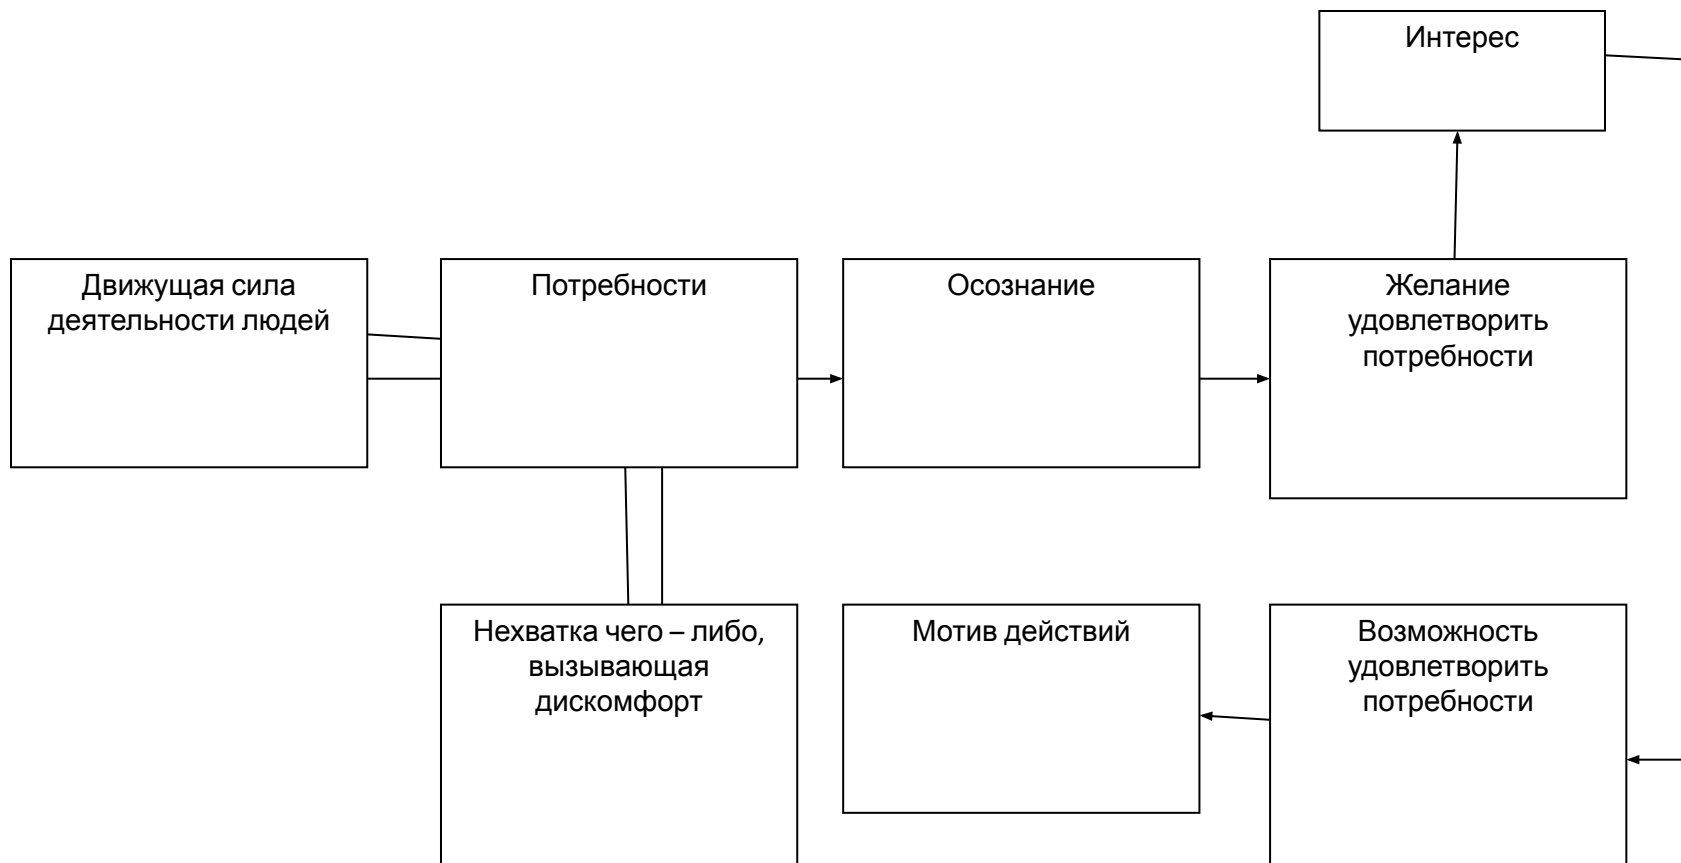 Интерес
Движущая сила
деятельности людей
Потребности
Осознание
Желание
удовлетворить
потребности
Нехватка чего – либо,
вызывающая
дискомфорт
Мотив действий
Возможность
удовлетворить
потребности